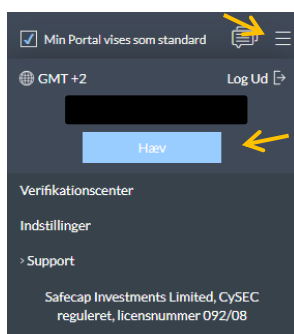 Min Portal vises som standard
GMT +2
Log Ud
Hæv
Verifikationscenter
Indstillinger
› Support
Safecap Investments Limited, CySEC
reguleret, licensnummer 092/08